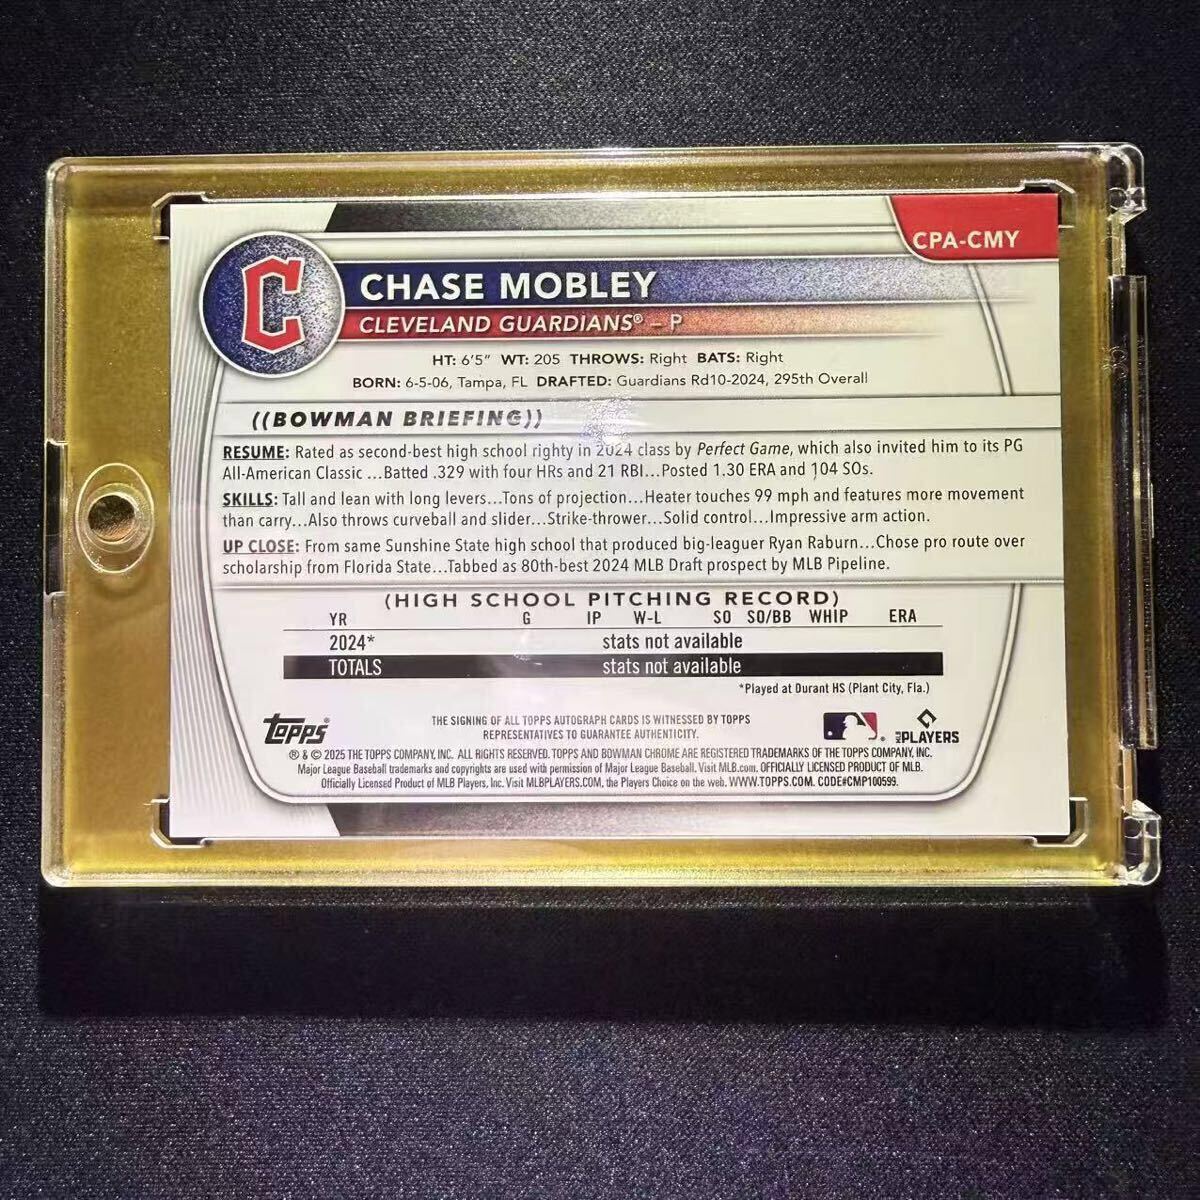 CPA-CMY
C
CHASE MOBLEY
CLEVELAND GUARDIANS® – P
HT: 6'5" WT: 205 THROWS: Right BATS: Right
BORN: 6-5-06, Tampa, FL DRAFTED: Guardians Rd10-2024, 295th Overall
((BOWMAN BRIEFING))
RESUME: Rated as second-best high school righty in 2024 class by Perfect Game, which also invited him to its PG
All-American Classic ...Batted .329 with four HRs and 21 RBI...Posted 1.30 ERA and 104 SOs.
SKILLS: Tall and lean with long levers...Tons of projection...Heater touches 99 mph and features more movement
than carry...Also throws curveball and slider...Strike-thrower...Solid control...Impressive arm action.
UP CLOSE: From same Sunshine State high school that produced big-leaguer Ryan Raburn...Chose pro route over
scholarship from Florida State...Tabbed as 80th-best 2024 MLB Draft prospect by MLB Pipeline.
(HIGH SCHOOL PITCHING RECORD)
YR G IP W-L SO SO/BB WHIP ERA
2024* stats not available
TOTALS stats not available
*Played at Durant HS (Plant City, Fla.)
Topps®
THE SIGNING OF ALL TOPPS AUTOGRAPH CARDS IS WITNESSED BY TOPPS
REPRESENTATIVES TO GUARANTEE AUTHENTICITY.
MLB PLAYERS
® & © 2025 THE TOPPS COMPANY, INC. ALL RIGHTS RESERVED. TOPPS AND BOWMAN CHROME ARE REGISTERED TRADEMARKS OF THE TOPPS COMPANY, INC.
Major League Baseball trademarks and copyrights are used with permission of Major League Baseball. Visit MLB.com. OFFICIALLY LICENSED PRODUCT OF MLB.
Officially Licensed Product of MLB Players, Inc. Visit MLBPLAYERS.COM, the Players Choice on the web. WWW.TOPPS.COM. CODE#CMP100599.